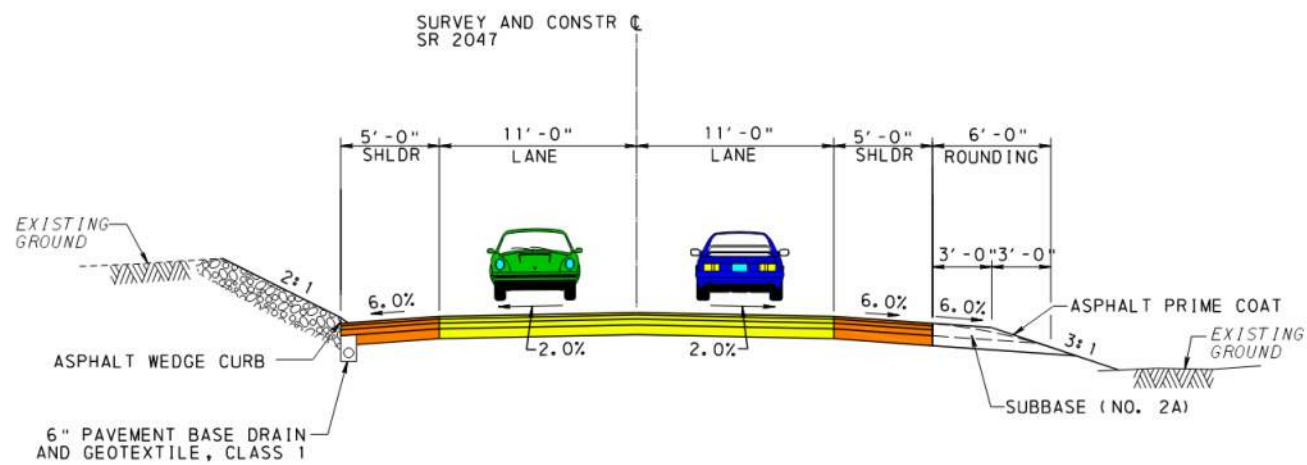 SURVEY AND CONSTR ℄
SR 2047
5'-0" 11'-0" 11'-0" 5'-0" 6'-0"
SHLDR LANE LANE SHLDR ROUNDING
EXISTING
GROUND
2:1
3'-0" 3'-0"
6.0% 6.0% 6.0%
ASPHALT PRIME COAT
EXISTING
GROUND
3:1
ASPHALT WEDGE CURB
2.0% 2.0%
SUBBASE (NO. 2A)
6" PAVEMENT BASE DRAIN
AND GEOTEXTILE, CLASS 1